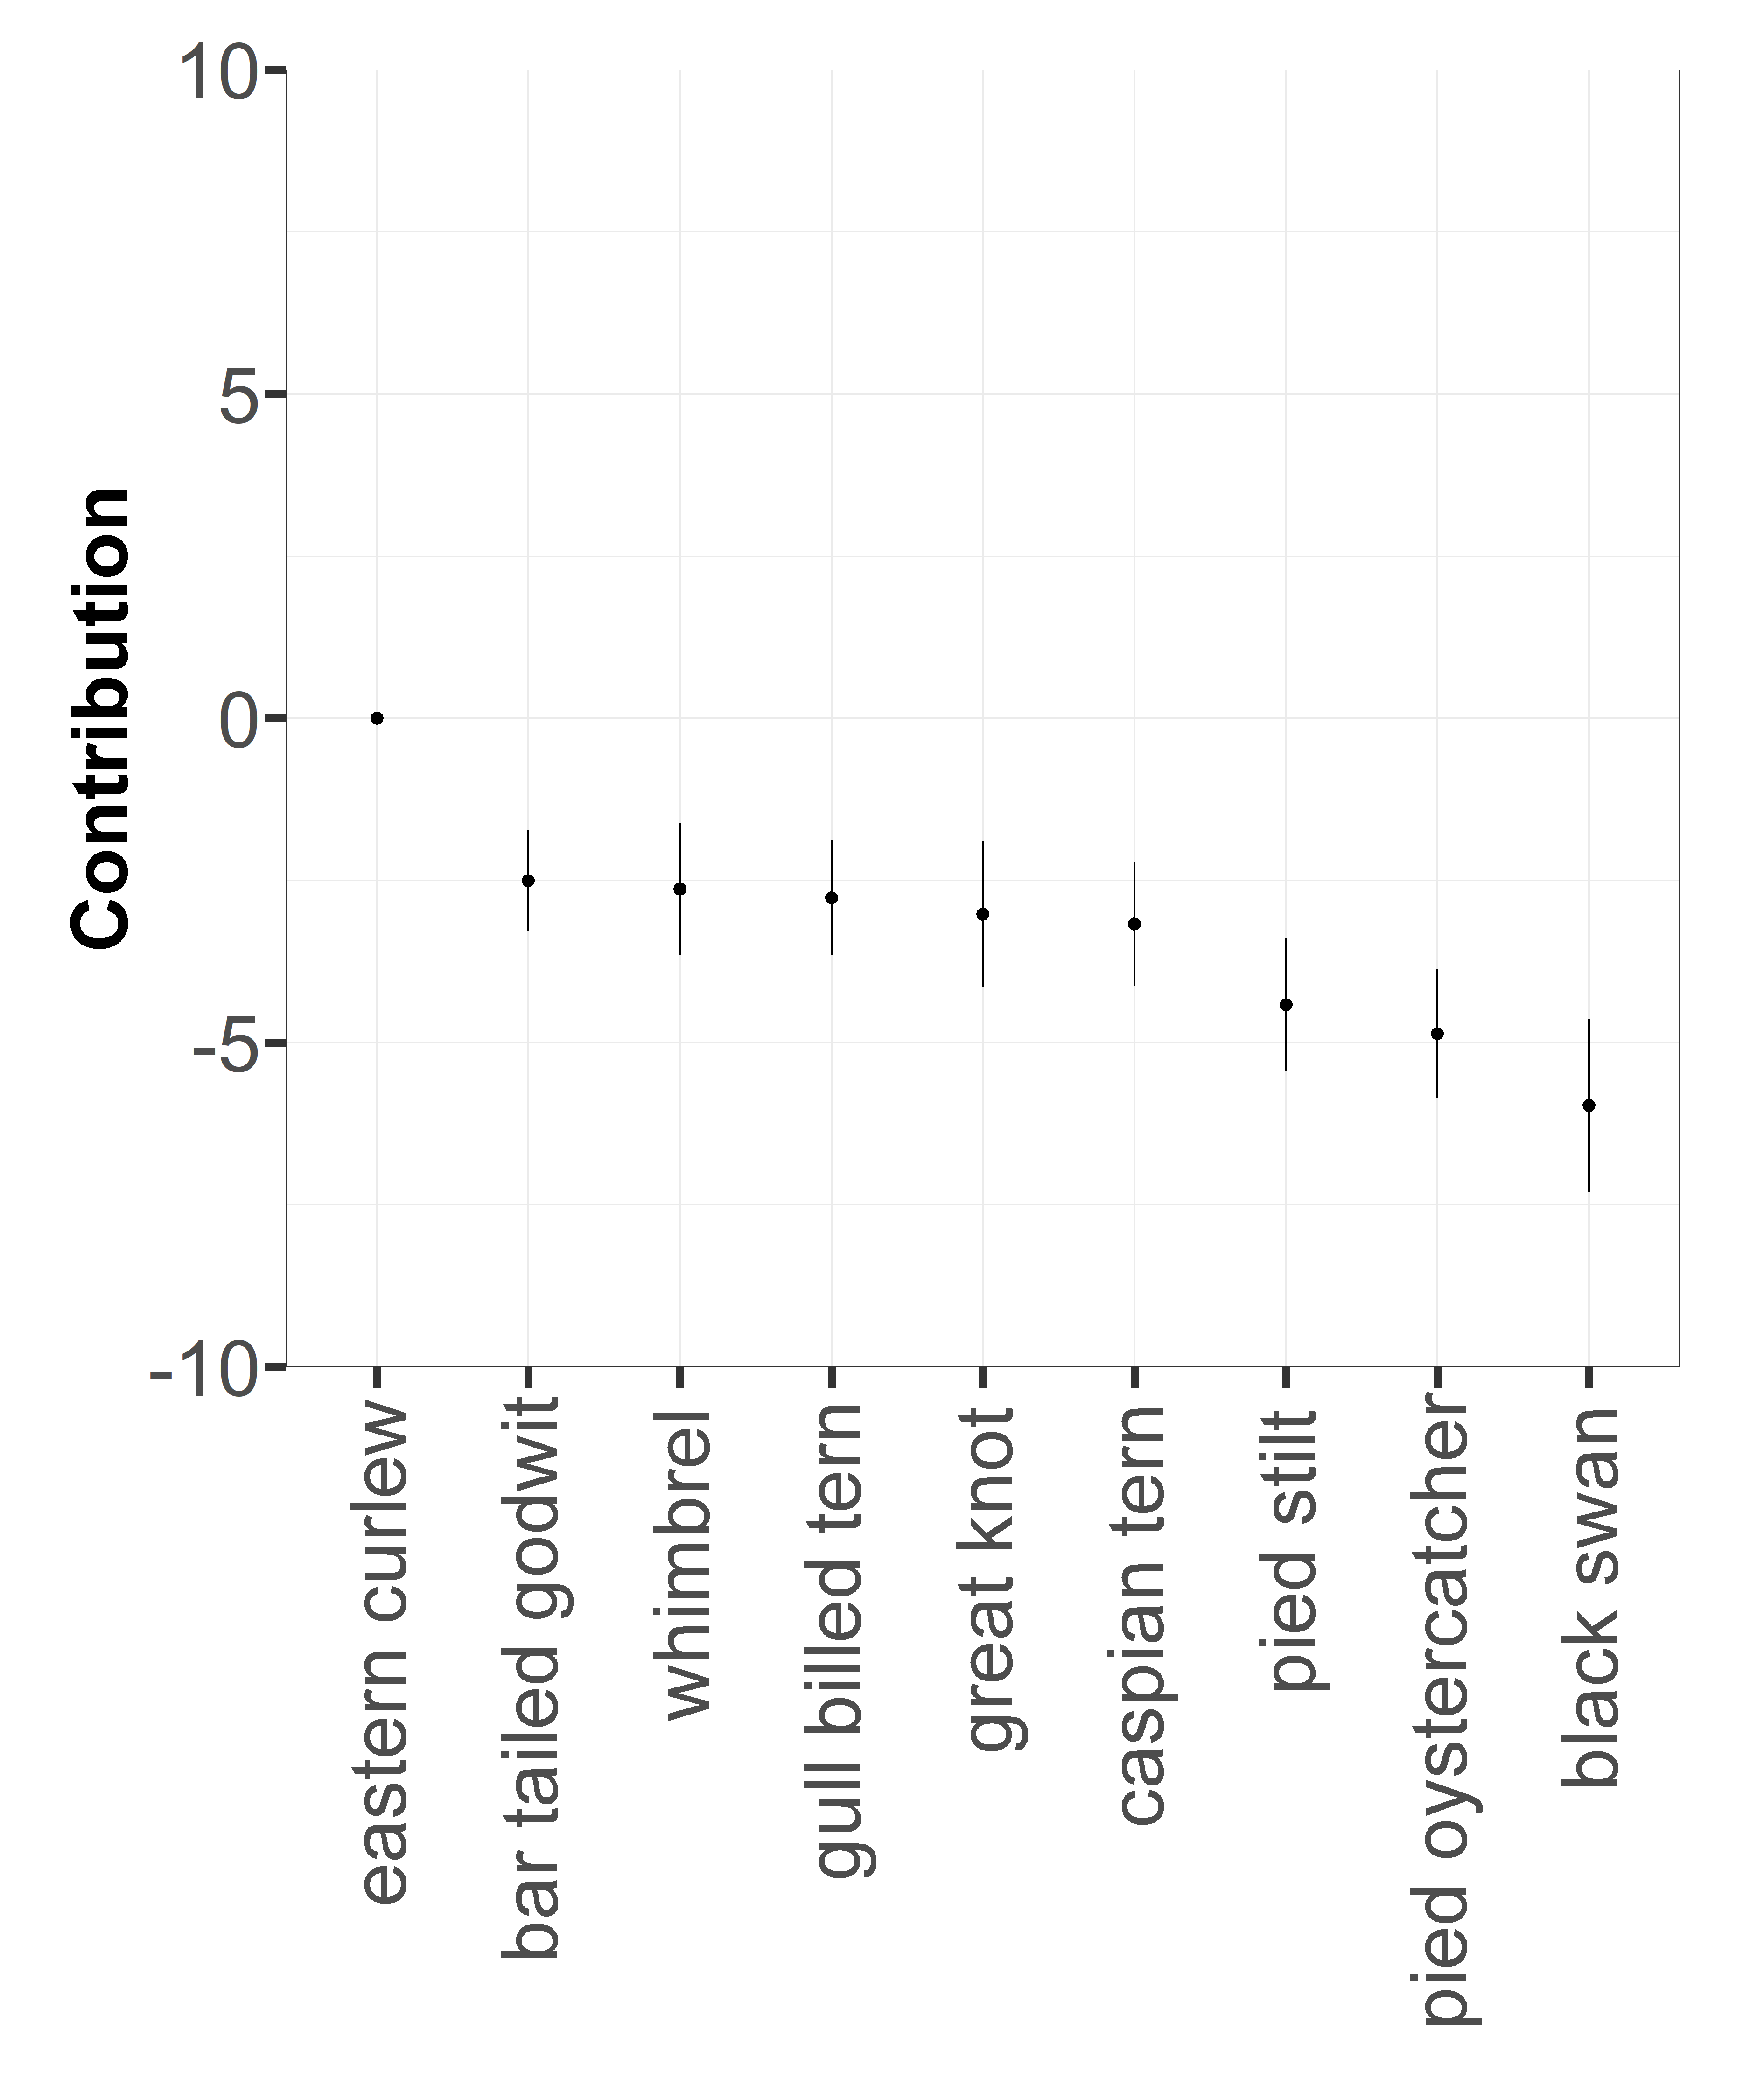 Contribution
10
5
0
-5
-10
eastern curlew
bar tailed godwit
whimbrel
gull billed tern
great knot
caspian tern
pied stilt
pied oystercatcher
black swan